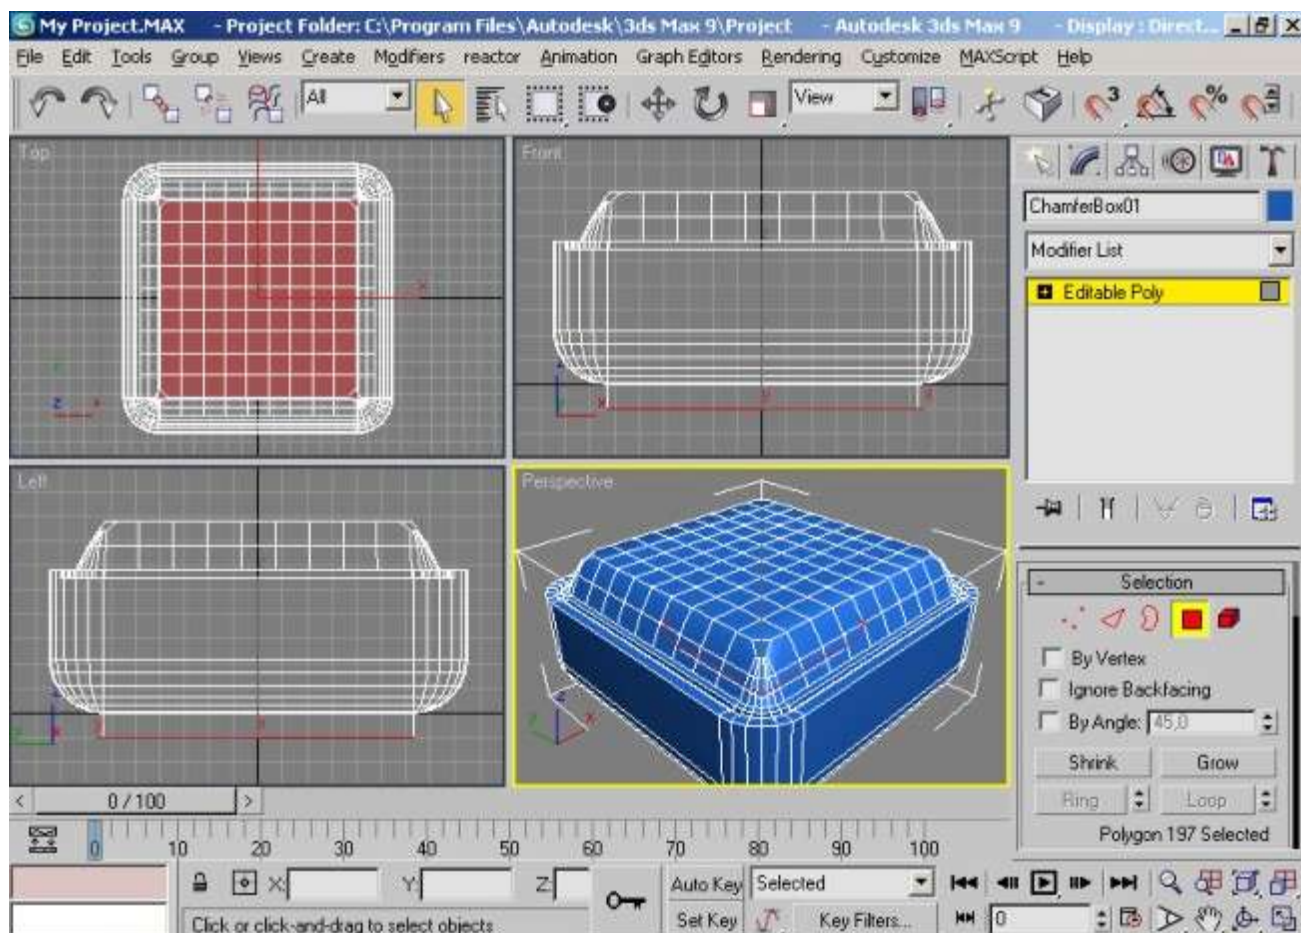 My Project.MAX - Project Folder: C:\Program Files\Autodesk\3ds Max 9\Project - Autodesk 3ds Max 9 - Display : Direct...
File Edit Tools Group Views Create Modifiers reactor Animation Graph Editors Rendering Customize MAXScript Help
All View 3 %
Top Front
ChamferBox01
Modifier List
Editable Poly
Left Perspective
- Selection
By Vertex
Ignore Backfacing
By Angle: 45,0
Shrink Grow
Ring Loop
Polygon 197 Selected
< 0 / 100 >
0 10 20 30 40 50 60 70 80 90 100
X: Y: Z: Auto Key Selected
Click or click-and-drag to select objects Set Key Key Filters... 0